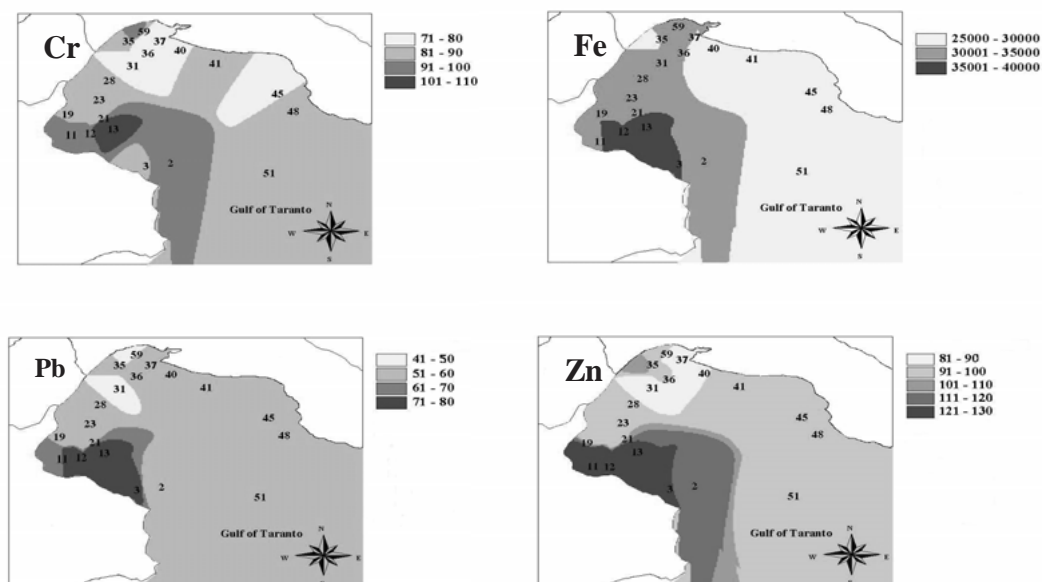 Cr
59
35
37
36
40
31
41
28
45
23
48
19
21
11
12
13
3
2
51
Gulf of Taranto
N
W
E
S
71 - 80
81 - 90
91 - 100
101 - 110
Fe
59
35
37
36
40
31
41
28
45
23
48
19
21
11
12
13
3
2
51
Gulf of Taranto
N
W
E
S
25000 - 30000
30001 - 35000
35001 - 40000
Pb
59
35
37
36
40
31
41
28
45
23
48
19
21
11
12
13
3
2
51
Gulf of Taranto
N
W
E
41 - 50
51 - 60
61 - 70
71 - 80
Zn
59
35
37
36
40
31
41
28
45
23
48
19
21
11
12
13
3
2
51
Gulf of Taranto
N
W
E
81 - 90
91 - 100
101 - 110
111 - 120
121 - 130